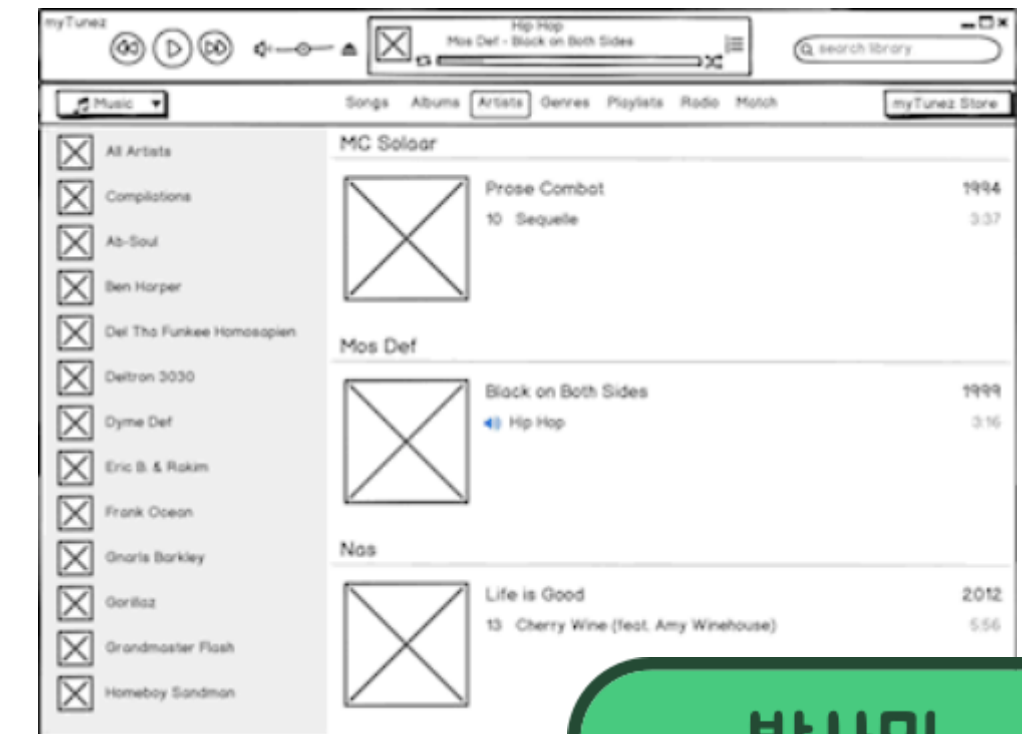 myTunez
Hip Hop
Mos Def - Black on Both Sides
search library
Music
Songs Albums Artists Genres Playlists Radio Match
myTunez Store
All Artists
Compilations
Ab-Soul
Ben Harper
Del Tha Funkee Homosapien
Deltron 3030
Dyme Def
Eric B. & Rakim
Frank Ocean
Gnarls Barkley
Gorillaz
Grandmaster Flash
Homeboy Sandman
MC Solaar
Prose Combat 1994
10 Sequelle 3:37
Mos Def
Black on Both Sides 1999
Hip Hop 3:16
Nas
Life is Good 2012
13 Cherry Wine (feat. Amy Winehouse) 5:56